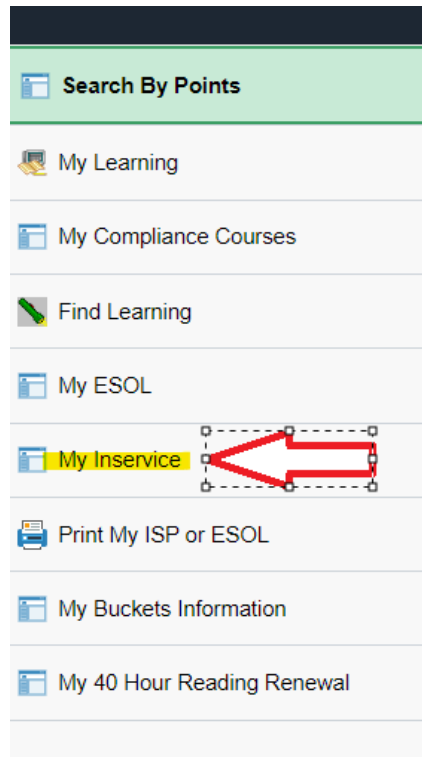 Search By Points
My Learning
My Compliance Courses
Find Learning
My ESOL
My Inservice
Print My ISP or ESOL
My Buckets Information
My 40 Hour Reading Renewal